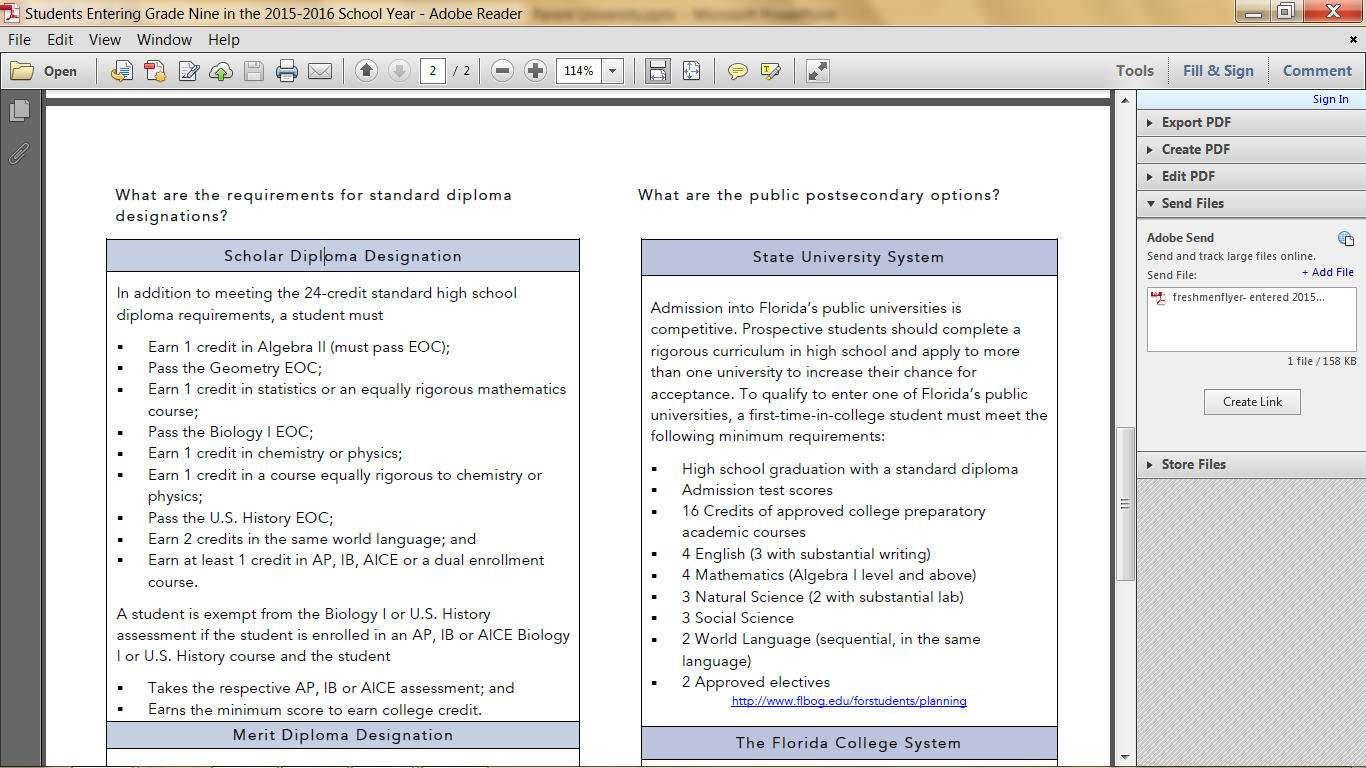 Students Entering Grade Nine in the 2015-2016 School Year - Adobe Reader
File Edit View Window Help
Open
2 / 2
114%
Tools Fill & Sign Comment
What are the requirements for standard diploma
designations?
Scholar Diploma Designation
In addition to meeting the 24-credit standard high school
diploma requirements, a student must
▪ Earn 1 credit in Algebra II (must pass EOC);
▪ Pass the Geometry EOC;
▪ Earn 1 credit in statistics or an equally rigorous mathematics
course;
▪ Pass the Biology I EOC;
▪ Earn 1 credit in chemistry or physics;
▪ Earn 1 credit in a course equally rigorous to chemistry or
physics;
▪ Pass the U.S. History EOC;
▪ Earn 2 credits in the same world language; and
▪ Earn at least 1 credit in AP, IB, AICE or a dual enrollment
course.
A student is exempt from the Biology I or U.S. History
assessment if the student is enrolled in an AP, IB or AICE Biology
I or U.S. History course and the student
▪ Takes the respective AP, IB or AICE assessment; and
▪ Earns the minimum score to earn college credit.
Merit Diploma Designation
What are the public postsecondary options?
State University System
Admission into Florida's public universities is
competitive. Prospective students should complete a
rigorous curriculum in high school and apply to more
than one university to increase their chance for
acceptance. To qualify to enter one of Florida's public
universities, a first-time-in-college student must meet the
following minimum requirements:
▪ High school graduation with a standard diploma
▪ Admission test scores
▪ 16 Credits of approved college preparatory
academic courses
▪ 4 English (3 with substantial writing)
▪ 4 Mathematics (Algebra I level and above)
▪ 3 Natural Science (2 with substantial lab)
▪ 3 Social Science
▪ 2 World Language (sequential, in the same
language)
▪ 2 Approved electives
http://www.flbog.edu/forstudents/planning
The Florida College System
Sign In
Export PDF
Create PDF
Edit PDF
Send Files
Adobe Send
Send and track large files online.
Send File: + Add File
freshmenflyer- entered 2015...
1 file / 158 KB
Create Link
Store Files